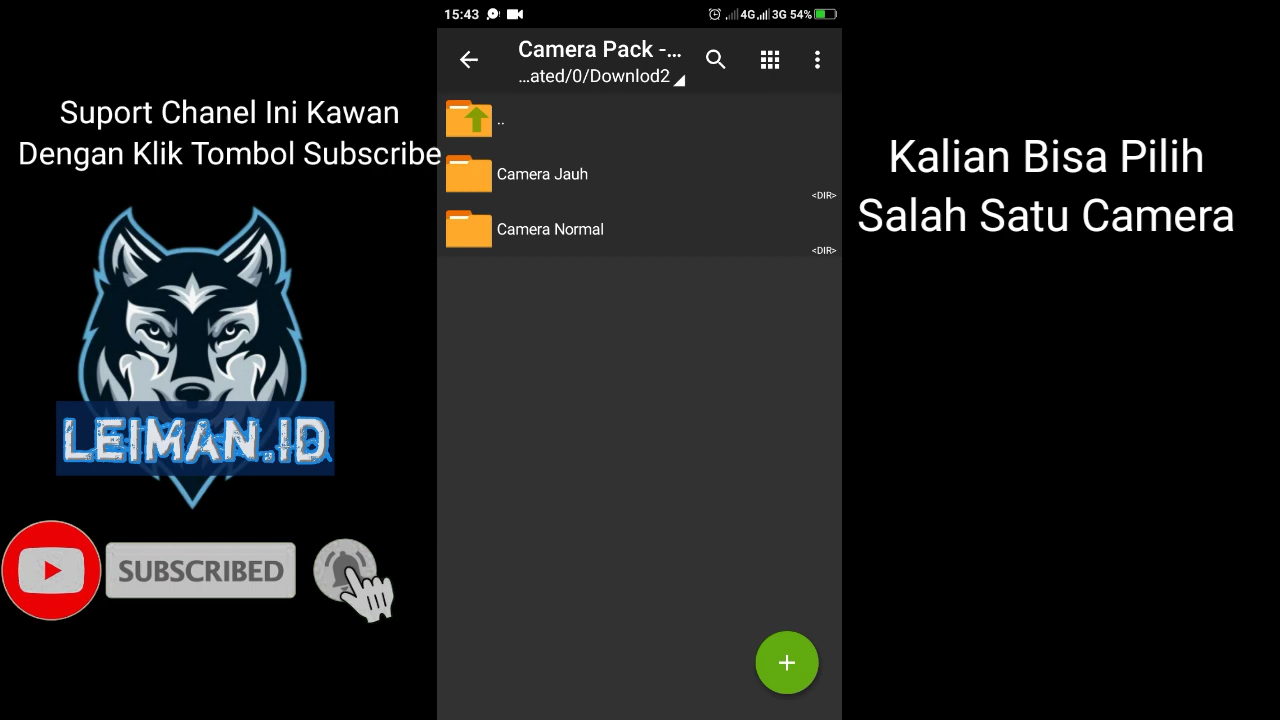 Suport Chanel Ini Kawan
Dengan Klik Tombol Subscribe
LEIMAN.ID
SUBSCRIBED
15:43
4G 3G 54%
Camera Pack -...
...ated/0/Downlod2
..
Camera Jauh
<DIR>
Camera Normal
<DIR>
Kalian Bisa Pilih
Salah Satu Camera